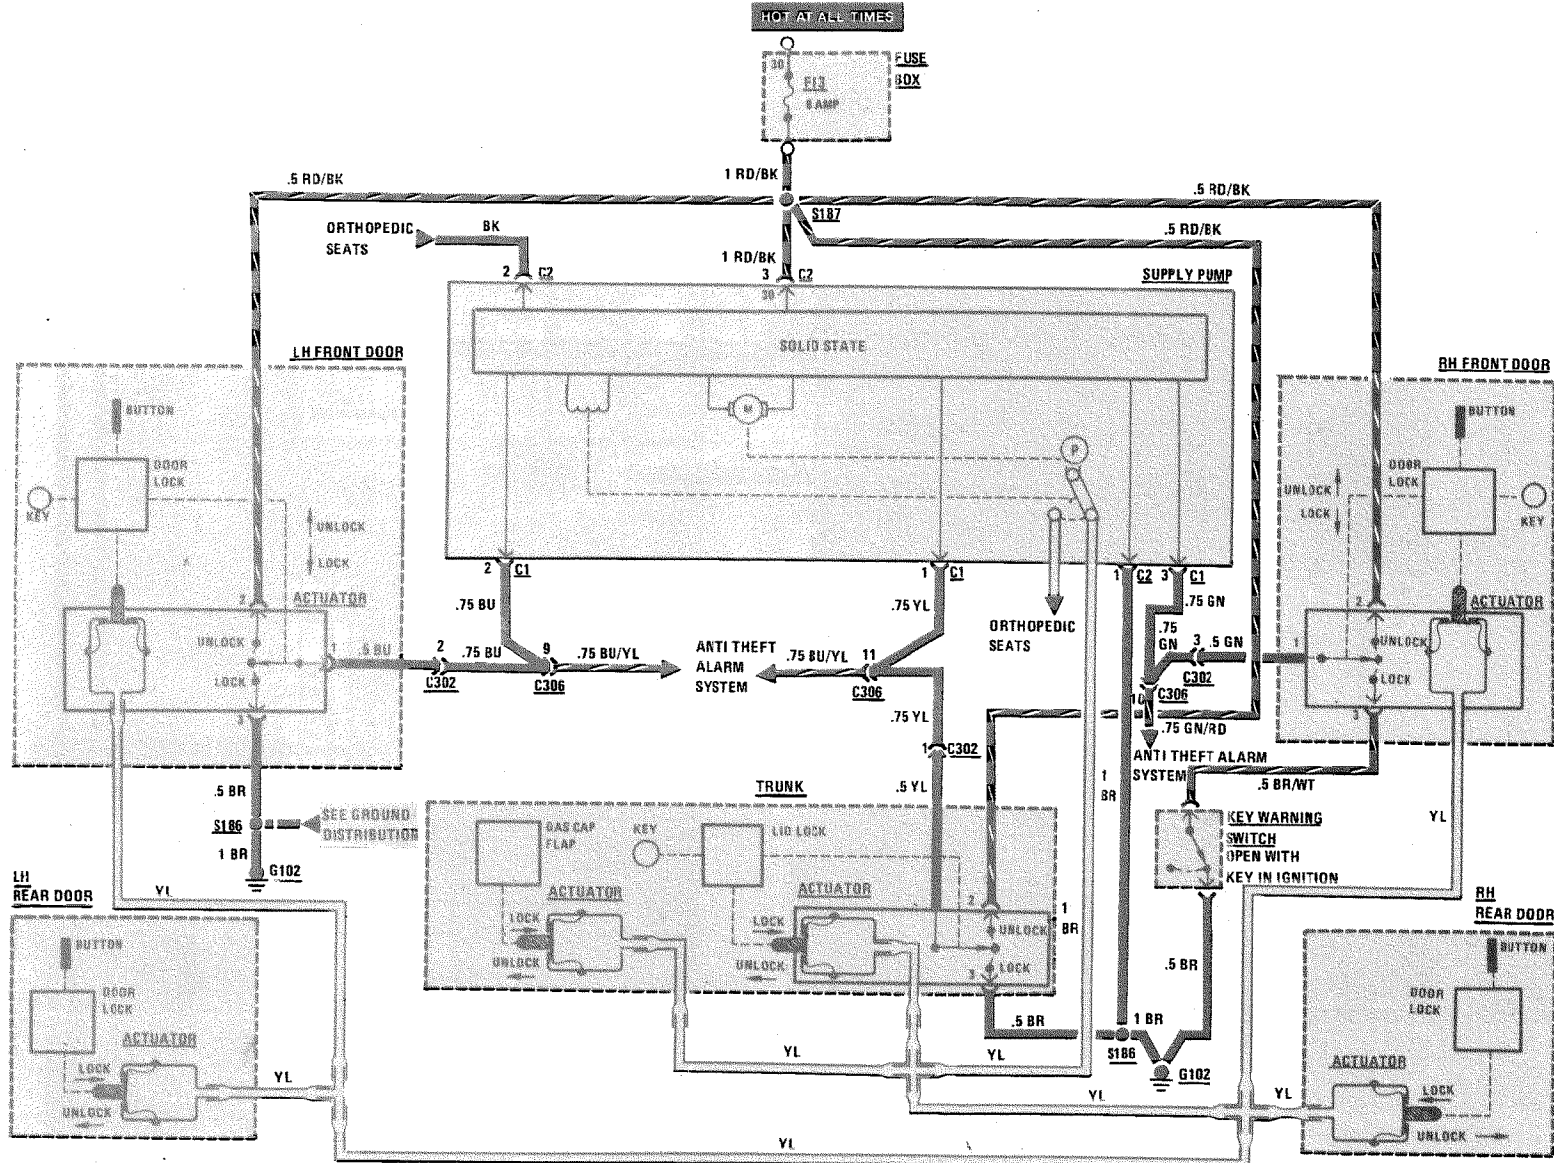 HOT AT ALL TIMES
30
F13
8 AMP
FUSE
BOX
1 RD/BK
.5 RD/BK
.5 RD/BK
S187
.5 RD/BK
ORTHOPEDIC
SEATS
BK
1 RD/BK
2
C2
3
C2
30
SUPPLY PUMP
SOLID STATE
M
P
LH FRONT DOOR
BUTTON
DOOR
LOCK
KEY
UNLOCK
LOCK
ACTUATOR
2
UNLOCK
LOCK
1
3
.5 BU
2
C302
.75 BU
2
C1
.75 BU
9
C306
.75 BU/YL
ANTI THEFT
ALARM
SYSTEM
.75 BU/YL
11
C306
1
C1
.75 YL
.75 YL
1
C302
.5 YL
ORTHOPEDIC
SEATS
1
C2
3
C1
.75 GN
.75
GN
3
.5 GN
C302
10
C306
.75 GN/RD
ANTI THEFT ALARM
SYSTEM
1
BR
RH FRONT DOOR
BUTTON
DOOR
LOCK
KEY
UNLOCK
LOCK
ACTUATOR
2
1
UNLOCK
LOCK
3
.5 BR/WT
KEY WARNING
SWITCH
OPEN WITH
KEY IN IGNITION
YL
.5 BR
S186
SEE GROUND
DISTRIBUTION
1 BR
G102
YL
LH
REAR DOOR
BUTTON
DOOR
LOCK
ACTUATOR
LOCK
UNLOCK
YL
TRUNK
GAS CAP
FLAP
KEY
LID LOCK
ACTUATOR
ACTUATOR
LOCK
UNLOCK
LOCK
UNLOCK
2
UNLOCK
LOCK
3
1
BR
.5 BR
.5 BR
1 BR
S186
G102
YL
YL
YL
YL
YL
RH
REAR DOOR
BUTTON
DOOR
LOCK
ACTUATOR
LOCK
UNLOCK